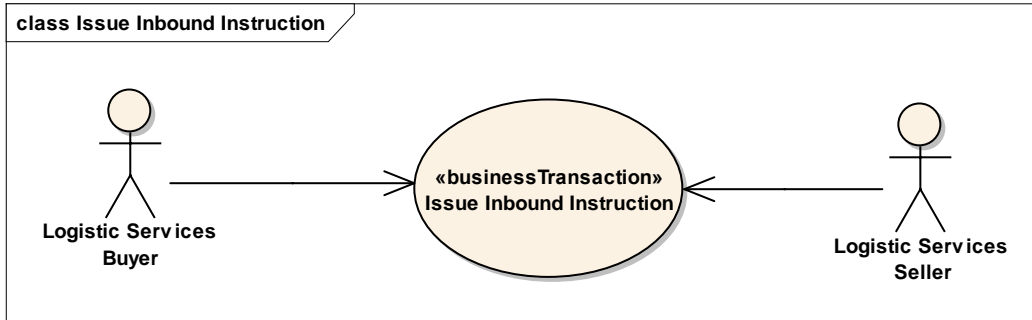 class Issue Inbound Instruction
«businessTransaction»
Issue Inbound Instruction
Logistic Services
Buyer
Logistic Services
Seller